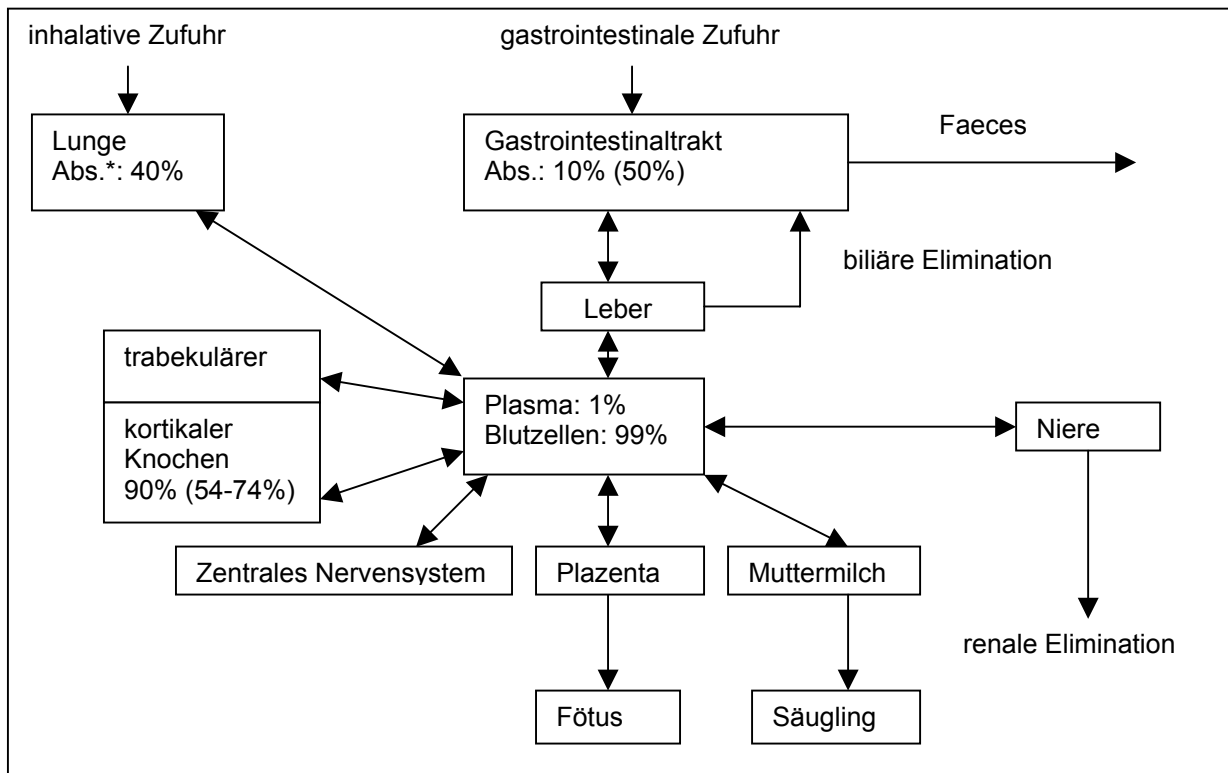 inhalative Zufuhr
gastrointestinale Zufuhr
Lunge
Abs.*: 40%
Gastrointestinaltrakt
Abs.: 10% (50%)
Faeces
biliäre Elimination
Leber
trabekulärer
kortikaler
Knochen
90% (54-74%)
Plasma: 1%
Blutzellen: 99%
Niere
Zentrales Nervensystem
Plazenta
Muttermilch
renale Elimination
Fötus
Säugling